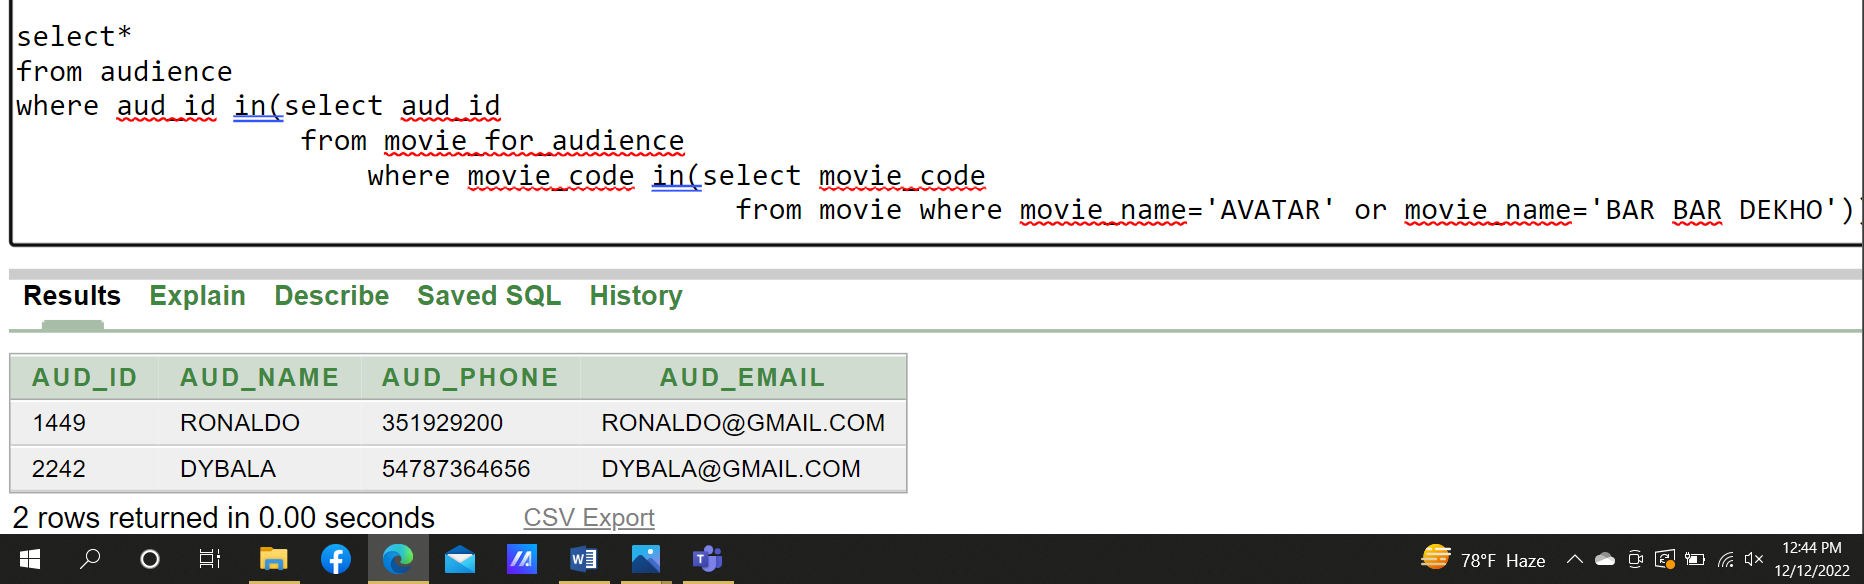 select*
from audience
where aud_id in(select aud_id
from movie_for_audience
where movie_code in(select movie_code
from movie where movie_name='AVATAR' or movie_name='BAR BAR DEKHO'))
Results Explain Describe Saved SQL History
AUD_ID AUD_NAME AUD_PHONE AUD_EMAIL
1449 RONALDO 351929200 RONALDO@GMAIL.COM
2242 DYBALA 54787364656 DYBALA@GMAIL.COM
2 rows returned in 0.00 seconds CSV Export
78°F Haze
12:44 PM
12/12/2022